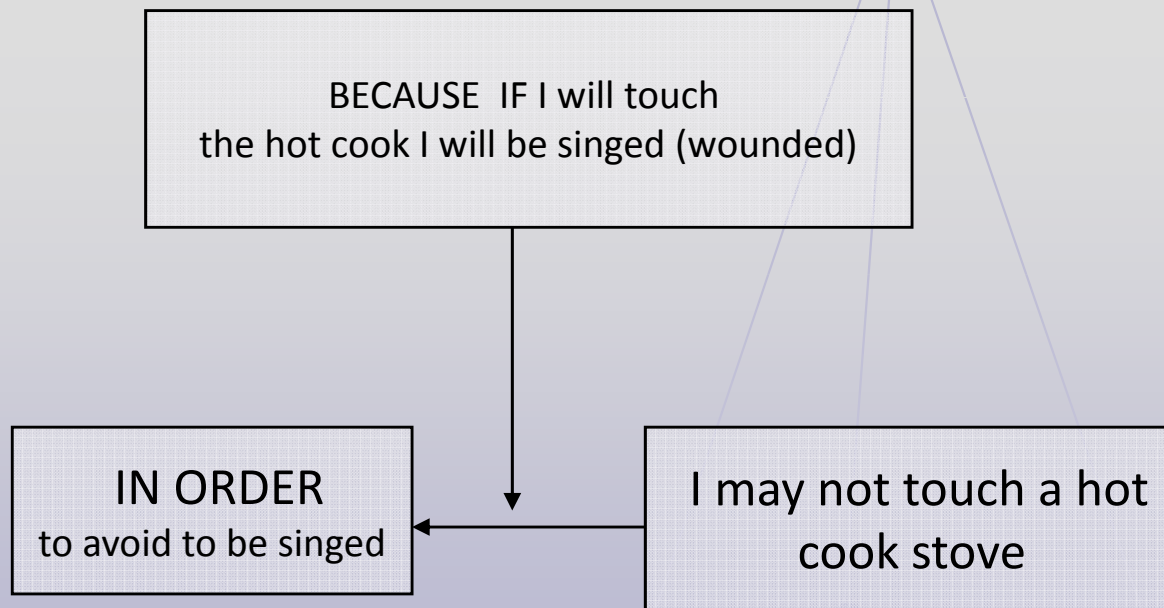 BECAUSE IF I will touch
the hot cook I will be singed (wounded)
IN ORDER
to avoid to be singed
I may not touch a hot
cook stove